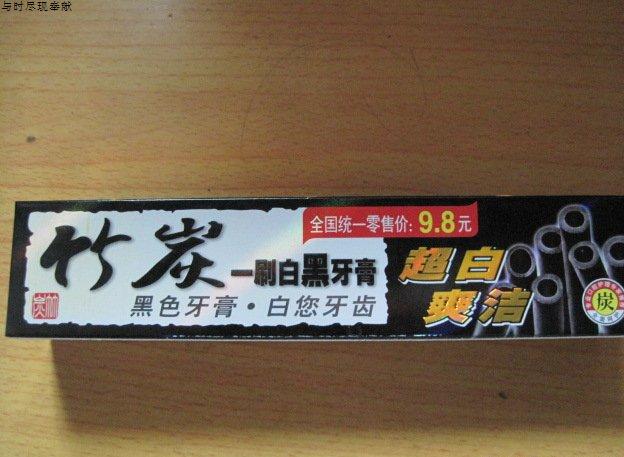 与时尽现奉献
全国统一零售价:9.8元
竹炭
一刷白黑牙膏
黑色牙膏·白您牙齿
超白
爽洁
炭